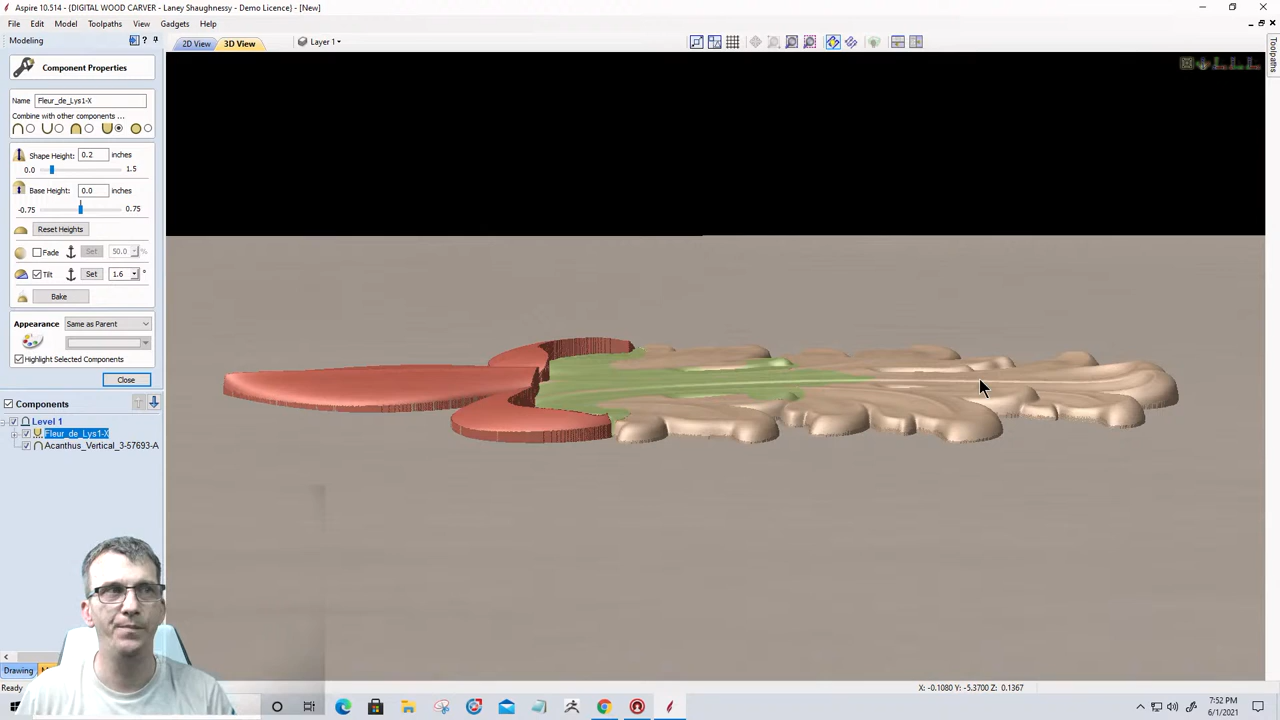 Aspire 10.514 - (DIGITAL WOOD CARVER - Laney Shaughnessy - Demo Licence) - [New]
File Edit Model Toolpaths View Gadgets Help
Modeling
2D View 3D View Layer 1
Toolpaths
Component Properties
Name Fleur_de_Lys1-X
Combine with other components ...
Shape Height: 0.2 inches
0.0 1.5
Base Height: 0.0 inches
-0.75 0.75
Reset Heights
Fade Set 50.0 %
Tilt Set 1.6 °
Bake
Appearance Same as Parent
Highlight Selected Components
Close
Components
Level 1
Fleur_de_Lys1-X
Acanthus_Vertical_3-57693-A
Drawing
Ready
X: -0.1080 Y: -5.3700 Z: 0.1367
7:52 PM
6/1/2021